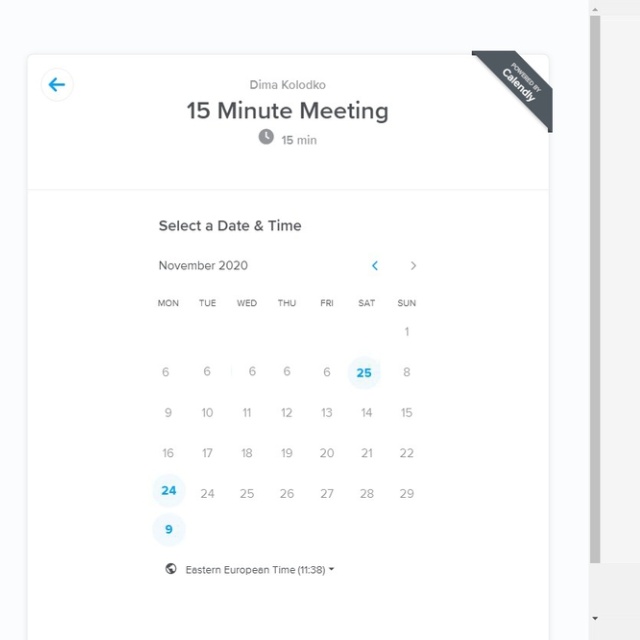 Dima Kolodko
15 Minute Meeting
15 min
POWERED BY
Calendly
Select a Date & Time
November 2020
MON TUE WED THU FRI SAT SUN
1
6 6 6 6 6 25 8
9 10 11 12 13 14 15
16 17 18 19 20 21 22
24 24 25 26 27 28 29
9
Eastern European Time (11:38)